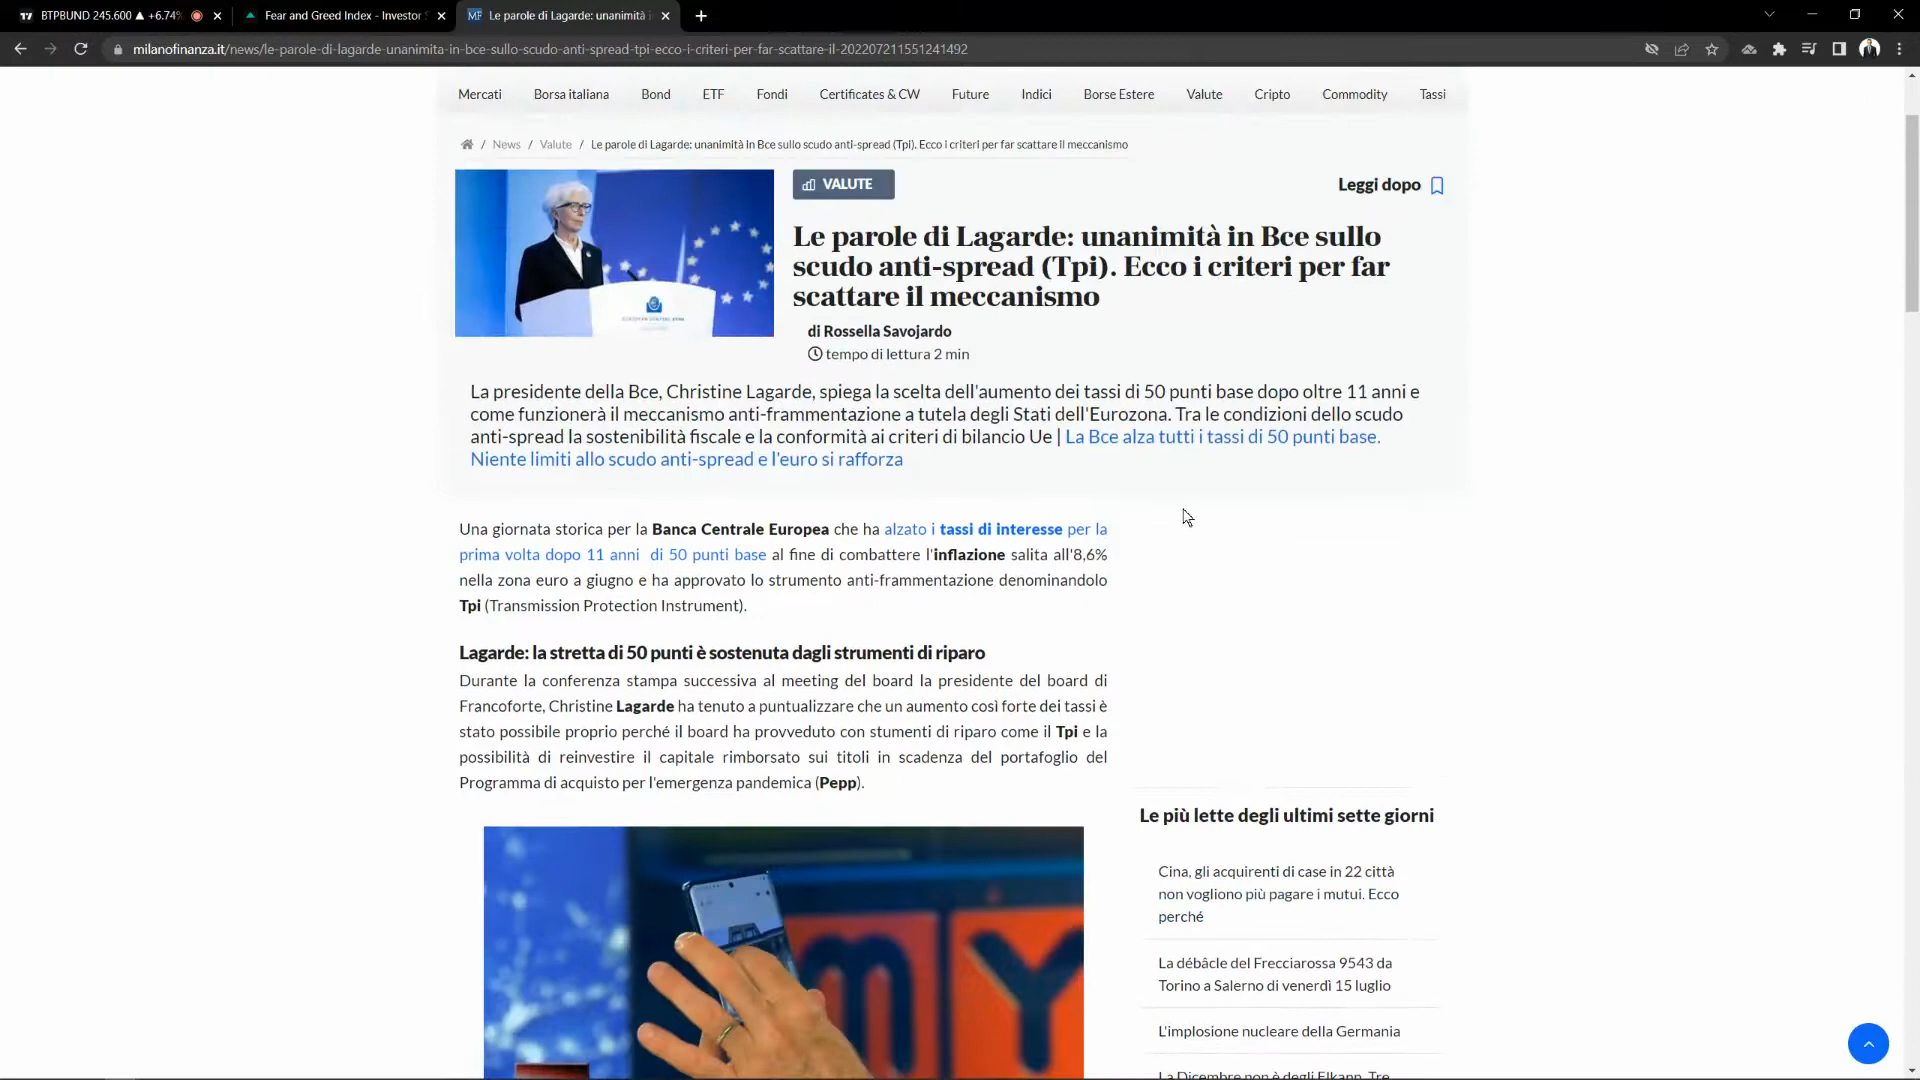 BTPBUND 245.600 ▲ +6.74%
Fear and Greed Index - Investor
Le parole di Lagarde: unanimità
milanofinanza.it/news/le-parole-di-lagarde-unanimita-in-bce-sullo-scudo-anti-spread-tpi-ecco-i-criteri-per-far-scattare-il-202207211551241492
Mercati Borsa italiana Bond ETF Fondi Certificates & CW Future Indici Borse Estere Valute Cripto Commodity Tassi
/ News / Valute / Le parole di Lagarde: unanimità in Bce sullo scudo anti-spread (Tpi). Ecco i criteri per far scattare il meccanismo
VALUTE
Leggi dopo
Le parole di Lagarde: unanimità in Bce sullo
scudo anti-spread (Tpi). Ecco i criteri per far
scattare il meccanismo
di Rossella Savojardo
tempo di lettura 2 min
La presidente della Bce, Christine Lagarde, spiega la scelta dell'aumento dei tassi di 50 punti base dopo oltre 11 anni e
come funzionerà il meccanismo anti-frammentazione a tutela degli Stati dell'Eurozona. Tra le condizioni dello scudo
anti-spread la sostenibilità fiscale e la conformità ai criteri di bilancio Ue | La Bce alza tutti i tassi di 50 punti base.
Niente limiti allo scudo anti-spread e l'euro si rafforza
Una giornata storica per la Banca Centrale Europea che ha alzato i tassi di interesse per la
prima volta dopo 11 anni di 50 punti base al fine di combattere l'inflazione salita all'8,6%
nella zona euro a giugno e ha approvato lo strumento anti-frammentazione denominandolo
Tpi (Transmission Protection Instrument).
Lagarde: la stretta di 50 punti è sostenuta dagli strumenti di riparo
Durante la conferenza stampa successiva al meeting del board la presidente del board di
Francoforte, Christine Lagarde ha tenuto a puntualizzare che un aumento così forte dei tassi è
stato possibile proprio perché il board ha provveduto con stumenti di riparo come il Tpi e la
possibilità di reinvestire il capitale rimborsato sui titoli in scadenza del portafoglio del
Programma di acquisto per l'emergenza pandemica (Pepp).
MY
Le più lette degli ultimi sette giorni
Cina, gli acquirenti di case in 22 città
non vogliono più pagare i mutui. Ecco
perché
La débâcle del Frecciarossa 9543 da
Torino a Salerno di venerdì 15 luglio
L'implosione nucleare della Germania
La Dicembre non è degli Elkann. Tre